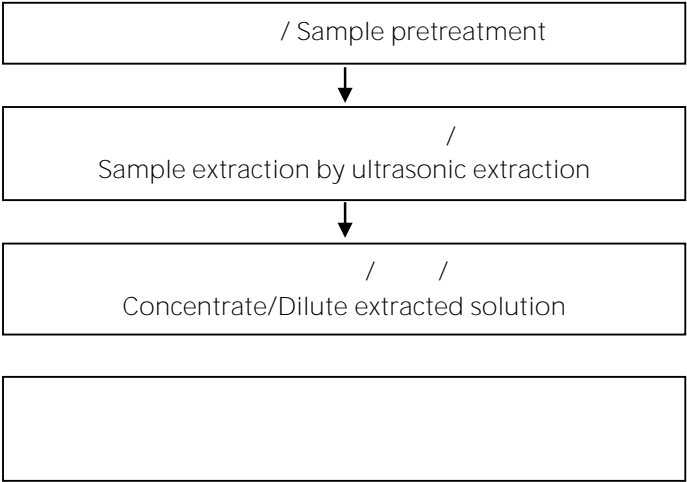 / Sample pretreatment
/
Sample extraction by ultrasonic extraction
/ /
Concentrate/Dilute extracted solution